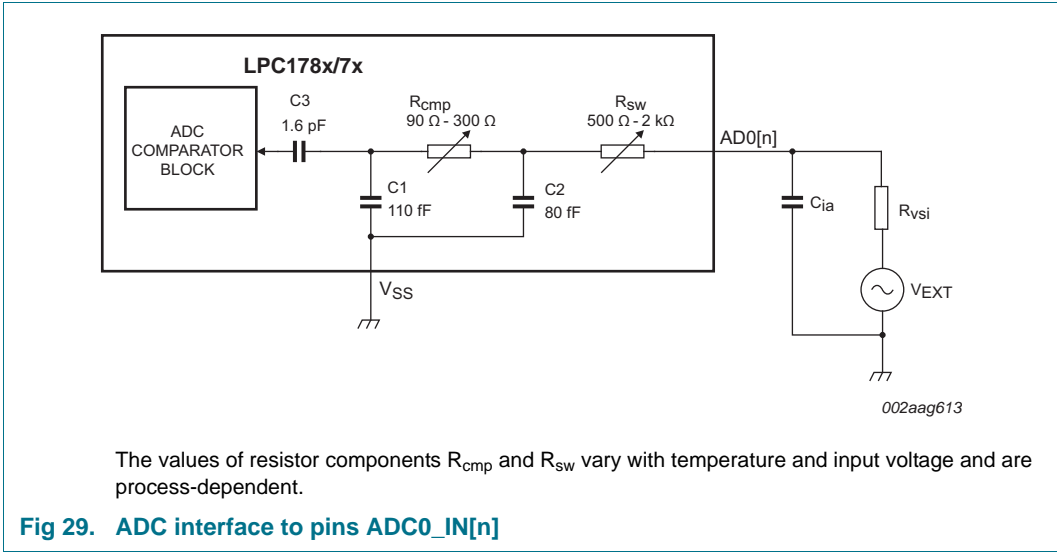 LPC178x/7x
ADC
COMPARATOR
BLOCK
C3
1.6 pF
Rcmp
90 Ω - 300 Ω
Rsw
500 Ω - 2 kΩ
AD0[n]
C1
110 fF
C2
80 fF
Cia
Rvsi
VEXT
VSS
002aag613
The values of resistor components Rcmp and Rsw vary with temperature and input voltage and are
process-dependent.
Fig 29. ADC interface to pins ADC0_IN[n]